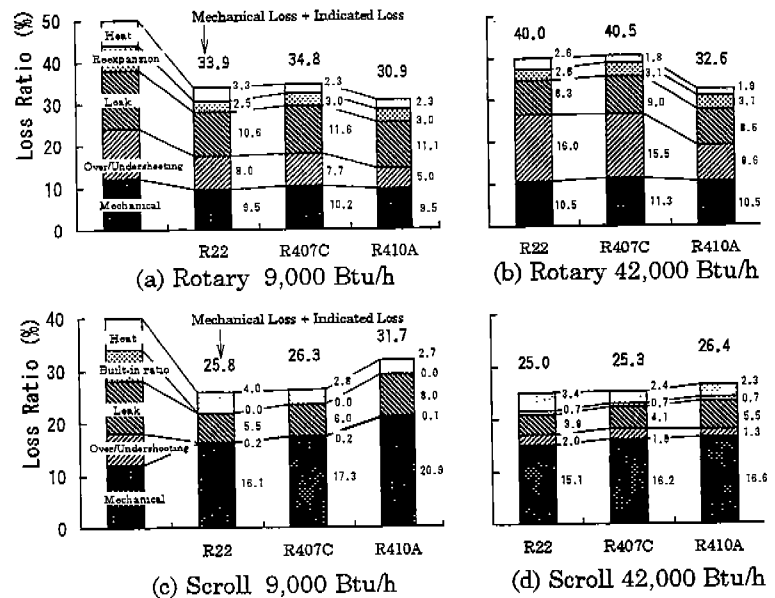 Loss Ratio (%)
50
40
30
20
10
0
Mechanical Loss + Indicated Loss
33.9
34.8
30.9
Heat
Reexpansion
Leak
Over/Undersheeting
Mechanical
3.3
2.5
10.6
8.0
9.5
2.3
3.0
11.6
7.7
10.2
2.3
3.0
11.1
5.0
9.5
R22
R407C
R410A
(a) Rotary 9,000 Btu/h
40.0
40.5
32.6
2.6
2.6
8.3
16.0
10.5
1.8
3.1
9.0
15.5
11.3
1.8
3.1
8.6
8.6
10.5
R22
R407C
R410A
(b) Rotary 42,000 Btu/h
Loss Ratio (%)
40
30
20
10
0
Mechanical Loss + Indicated Loss
25.8
26.3
31.7
Heat
Built-in ratio
Leak
Over/Undershooting
Mechanical
4.0
0.0
5.5
0.2
16.1
2.8
0.0
6.0
0.2
17.3
2.7
0.0
8.0
0.1
20.9
R22
R407C
R410A
(c) Scroll 9,000 Btu/h
25.0
25.3
26.4
3.4
0.7
3.9
2.0
15.1
2.4
0.7
4.1
1.9
16.2
2.3
0.7
5.5
1.3
16.6
R22
R407C
R410A
(d) Scroll 42,000 Btu/h